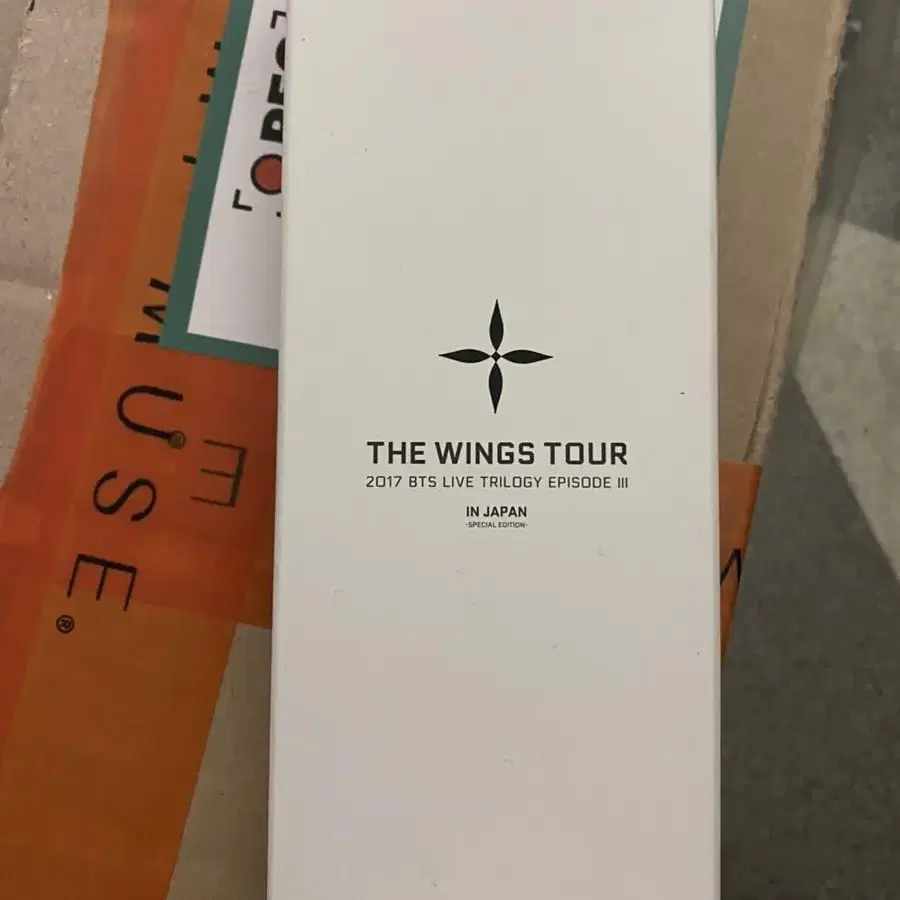 THE WINGS TOUR
2017 BTS LIVE TRILOGY EPISODE III
IN JAPAN
-SPECIAL EDITION-
USE®